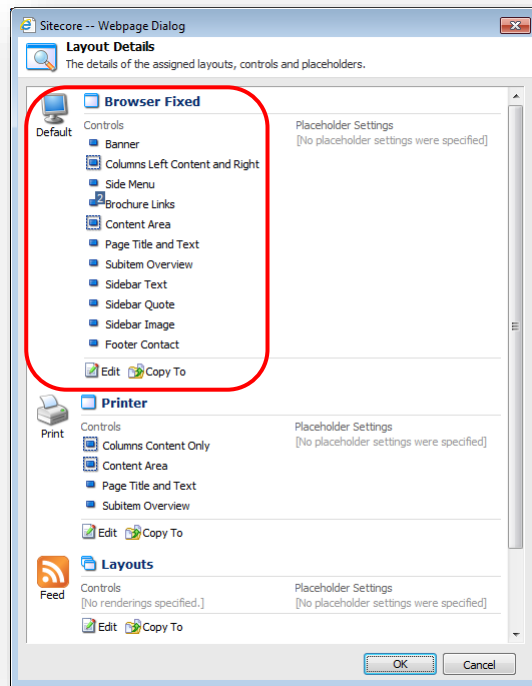 Sitecore -- Webpage Dialog
Layout Details
The details of the assigned layouts, controls and placeholders.
Default
Browser Fixed
Controls
Placeholder Settings
Banner
[No placeholder settings were specified]
Columns Left Content and Right
Side Menu
2
Brochure Links
Content Area
Page Title and Text
Subitem Overview
Sidebar Text
Sidebar Quote
Sidebar Image
Footer Contact
Edit Copy To
Print
Printer
Controls
Placeholder Settings
Columns Content Only
[No placeholder settings were specified]
Content Area
Page Title and Text
Subitem Overview
Edit Copy To
Feed
Layouts
Controls
Placeholder Settings
[No renderings specified.]
[No placeholder settings were specified]
Edit Copy To
OK Cancel